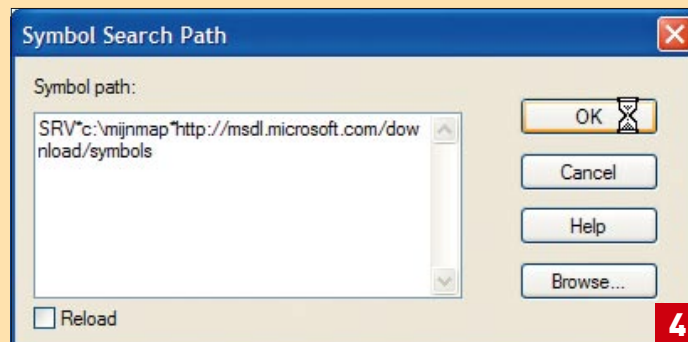 Symbol Search Path
Symbol path:
SRV*c:\mijnmap*http://msdl.microsoft.com/dow
nload/symbols
OK
Cancel
Help
Browse...
Reload
4